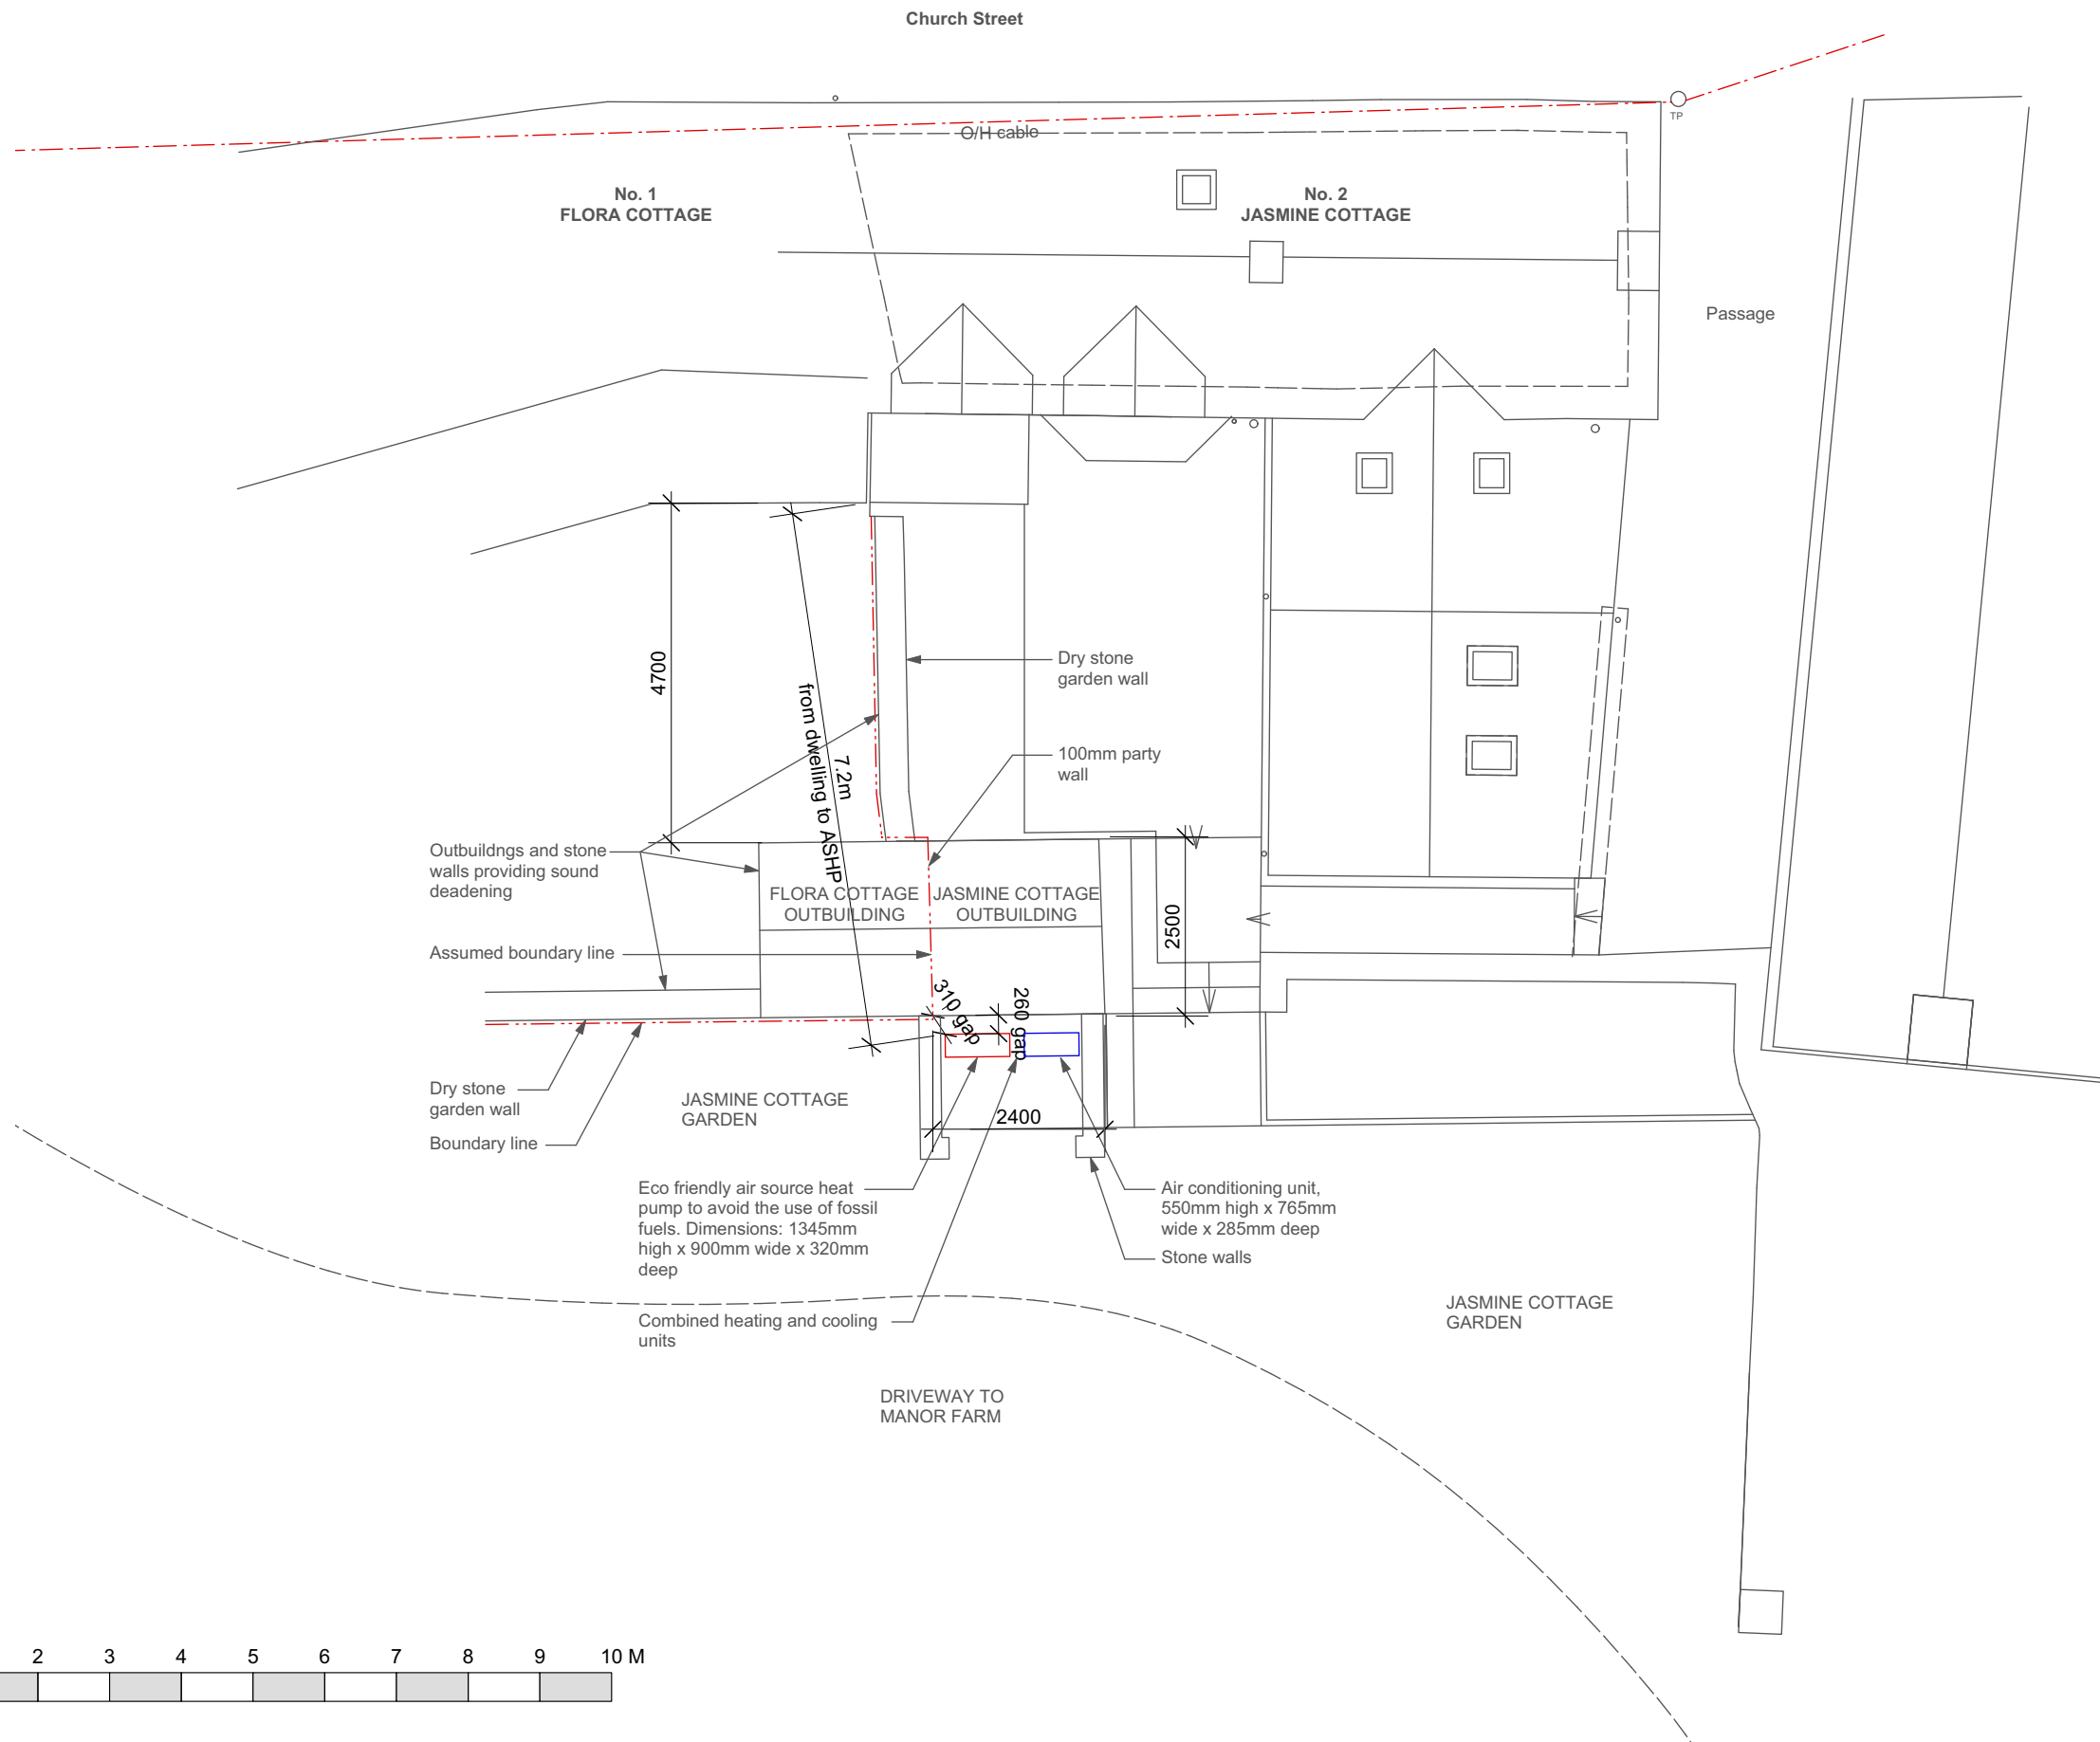 Church Street
TP
O/H cable
No. 1
FLORA COTTAGE
No. 2
JASMINE COTTAGE
Passage
4700
7.2m
from dwelling to ASHP
Dry stone
garden wall
100mm party
wall
Outbuildngs and stone
walls providing sound
deadening
FLORA COTTAGE
OUTBUILDING
JASMINE COTTAGE
OUTBUILDING
2500
Assumed boundary line
310 gap
260 gap
Dry stone
garden wall
Boundary line
JASMINE COTTAGE
GARDEN
2400
Eco friendly air source heat
pump to avoid the use of fossil
fuels. Dimensions: 1345mm
high x 900mm wide x 320mm
deep
Air conditioning unit,
550mm high x 765mm
wide x 285mm deep
Stone walls
Combined heating and cooling
units
JASMINE COTTAGE
GARDEN
DRIVEWAY TO
MANOR FARM
2 3 4 5 6 7 8 9 10 M